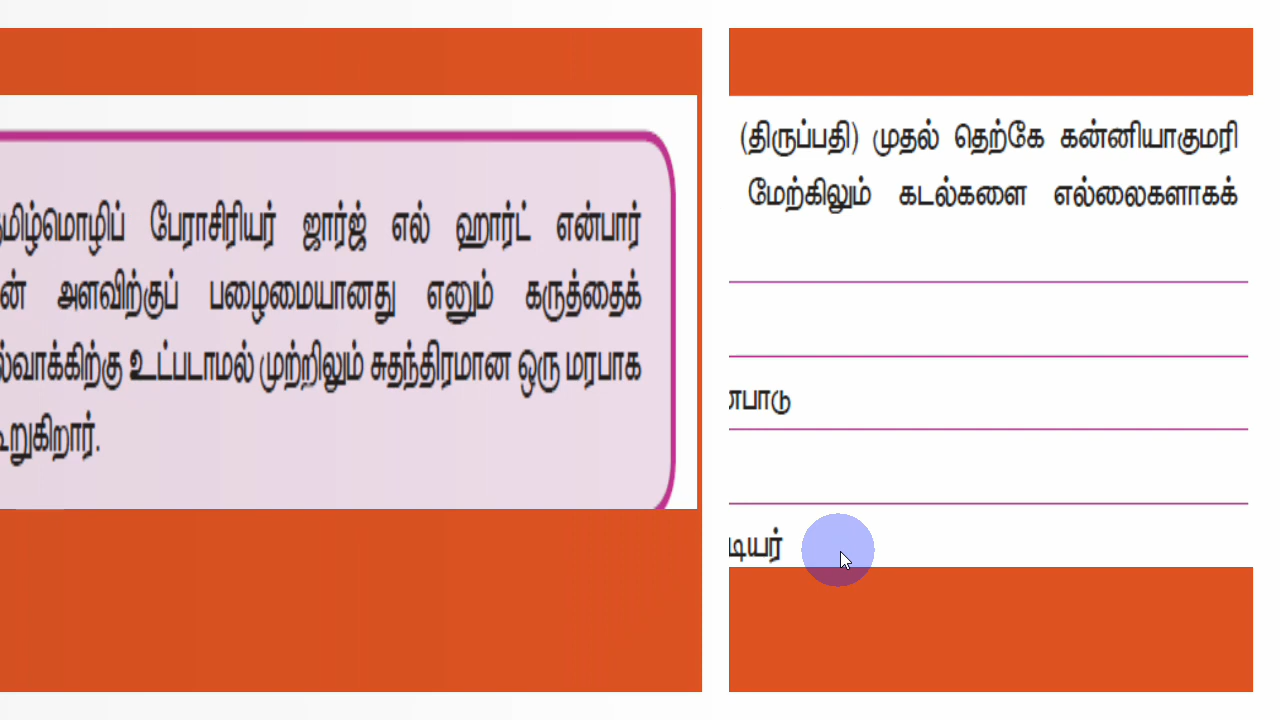 பேராசிரியர் ஜார்ஜ் எல் ஹார்ட் என்பார்
அளவிற்குப் பழைமையானது எனும் கருத்தைக்
உட்படாமல் முற்றிலும் சுதந்திரமான ஒரு மரபாக
கூறுகிறார்.
(திருப்பதி) முதல் தெற்கே கன்னியாகுமரி
மேற்கிலும் கடல்களை எல்லைகளாகக்